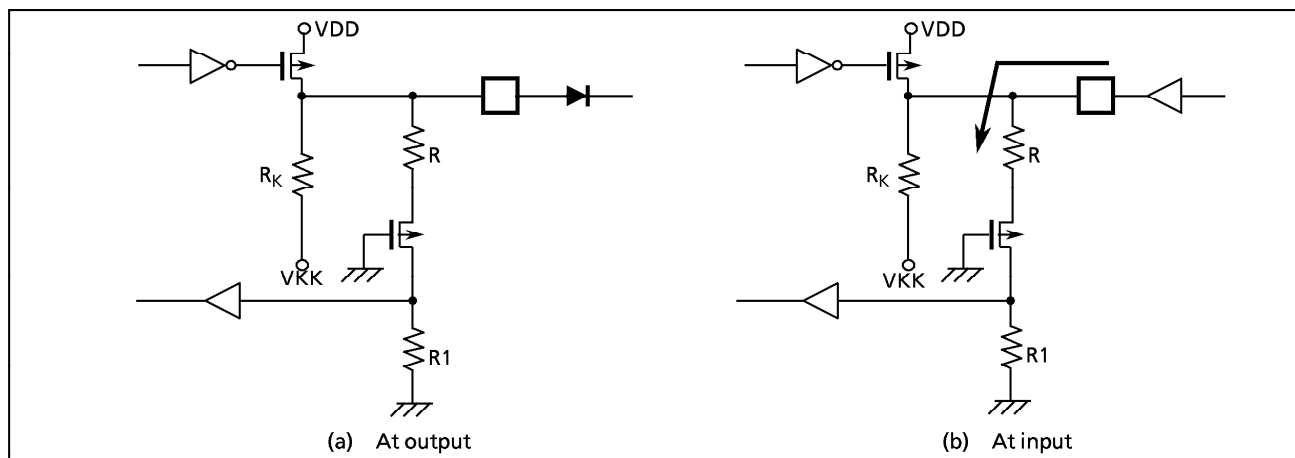 VDD
R
RK
VKK
R1
(a) At output
VDD
R
RK
VKK
R1
(b) At input